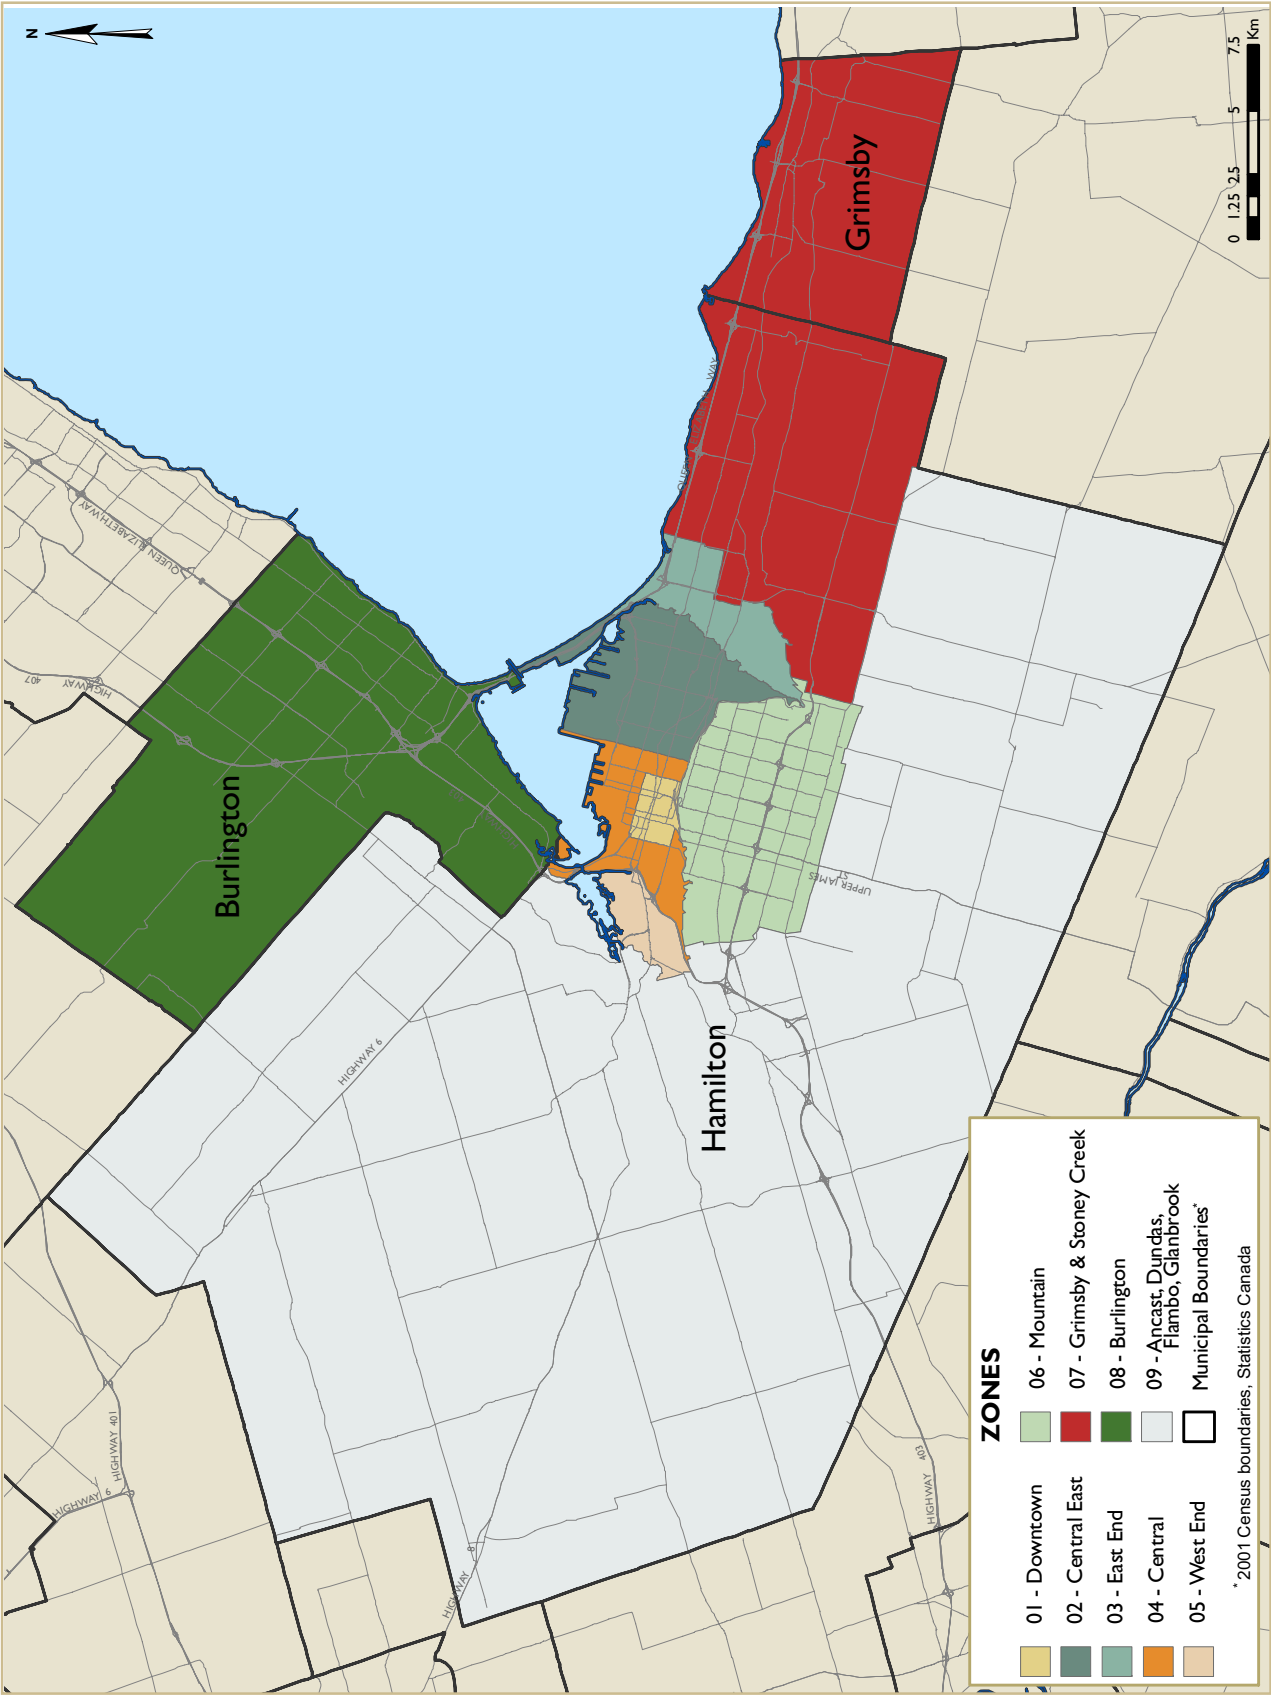 N
QUEEN ELIZABETH WAY
HIGHWAY
407
Burlington
QUEEN ELIZABETH WAY
Grimsby
HIGHWAY 6
Hamilton
UPPER JAMES
ST
HIGHWAY 401
HIGHWAY 6
HIGHWAY 8
HIGHWAY 403
ZONES
01 - Downtown
02 - Central East
03 - East End
04 - Central
05 - West End
06 - Mountain
07 - Grimsby & Stoney Creek
08 - Burlington
09 - Ancast, Dundas,
Flambo, Glanbrook
Municipal Boundaries*
* 2001 Census boundaries, Statistics Canada
0 1.25 2.5 5 7.5
Km